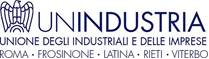 UNINDUSTRIA
UNIONE DEGLI INDUSTRIALI E DELLE IMPRESE
ROMA • FROSINONE • LATINA • RIETI • VITERBO